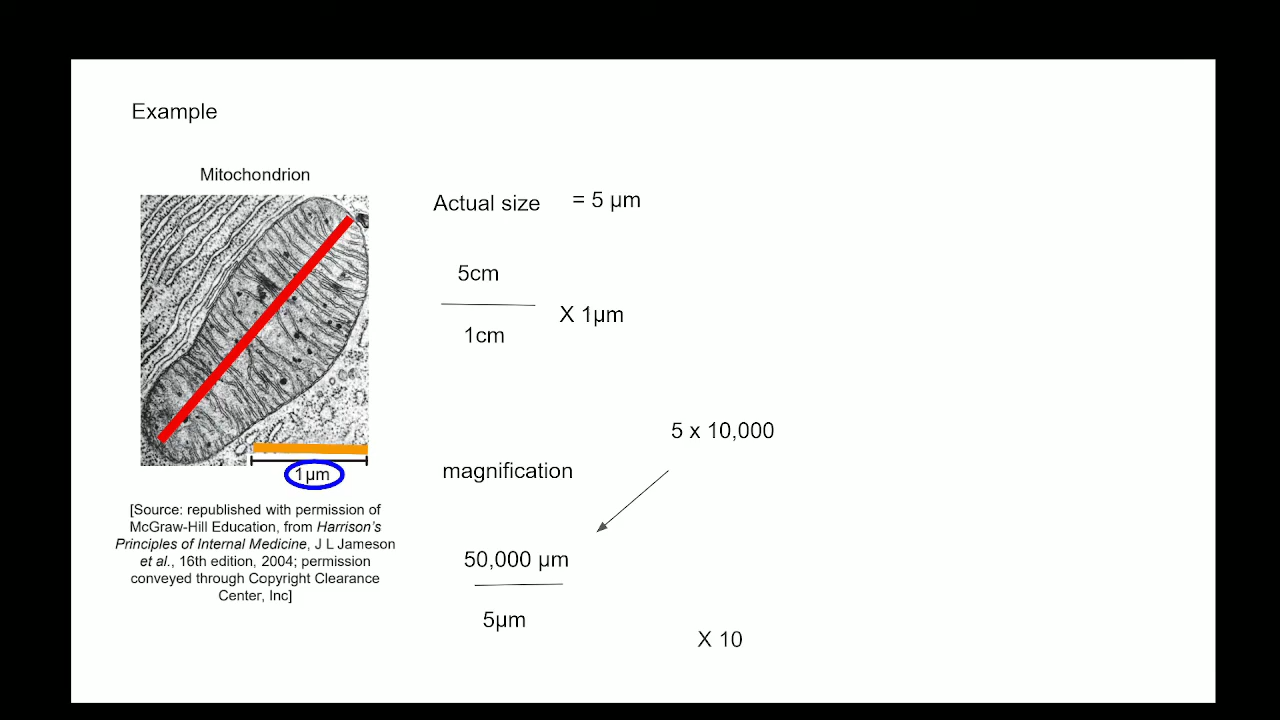 Example
Mitochondrion
1µm
[Source: republished with permission of
McGraw-Hill Education, from Harrison's
Principles of Internal Medicine, J L Jameson
et al., 16th edition, 2004; permission
conveyed through Copyright Clearance
Center, Inc]
Actual size = 5 µm
5cm
X 1µm
1cm
5 x 10,000
magnification
50,000 µm
5µm
X 10